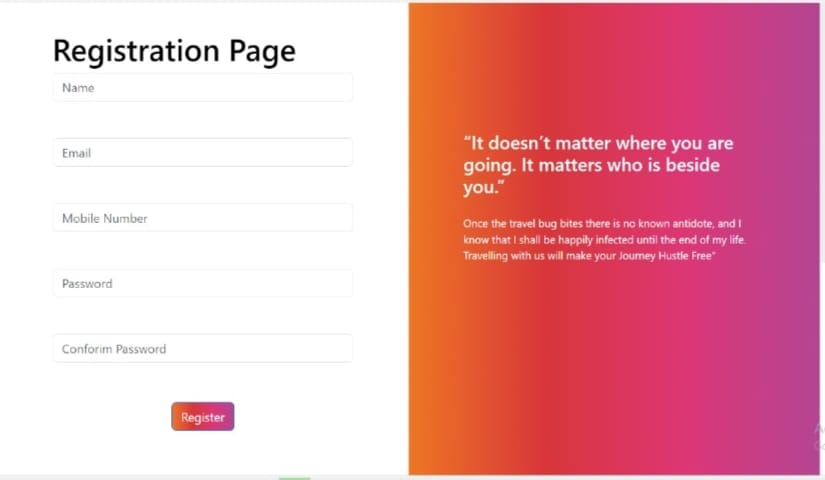 Registration Page
Name
Email
Mobile Number
Password
Conforim Password
Register
“It doesn’t matter where you are
going. It matters who is beside
you.”
Once the travel bug bites there is no known antidote, and I
know that I shall be happily infected until the end of my life.
Travelling with us will make your Journey Hustle Free”